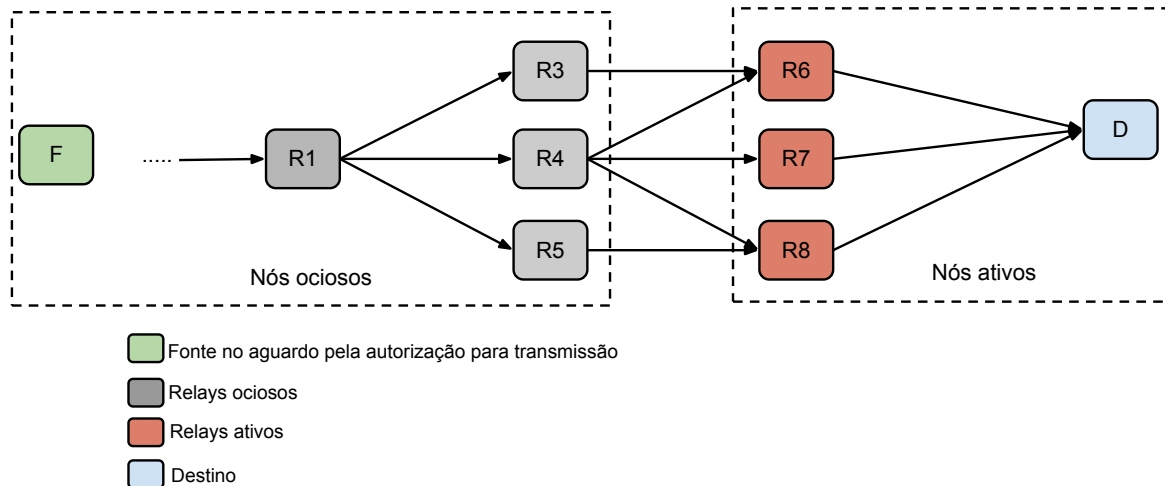 R3
R6
F
.....
R1
R4
R7
D
R5
R8
Nós ociosos
Nós ativos
Fonte no aguardo pela autorização para transmissão
Relays ociosos
Relays ativos
Destino